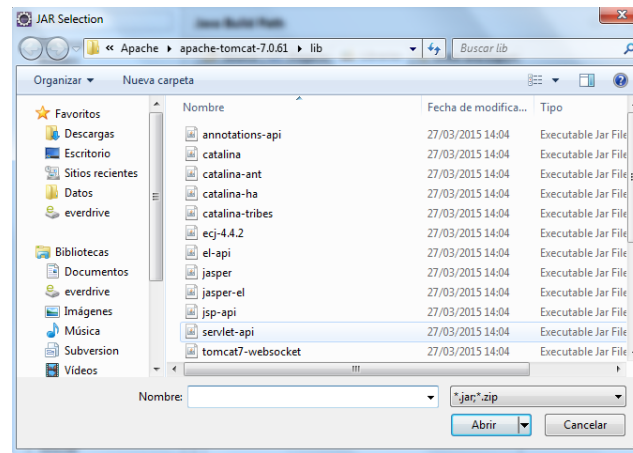 JAR Selection
Java Build Path
« Apache ▸ apache-tomcat-7.0.61 ▸ lib
Buscar lib
Organizar
Nueva carpeta
Nombre
Fecha de modifica...
Tipo
Favoritos
Descargas
Escritorio
Sitios recientes
Datos
everdrive
Bibliotecas
Documentos
everdrive
Imágenes
Música
Subversion
Vídeos
annotations-api 27/03/2015 14:04 Executable Jar File
catalina 27/03/2015 14:04 Executable Jar File
catalina-ant 27/03/2015 14:04 Executable Jar File
catalina-ha 27/03/2015 14:04 Executable Jar File
catalina-tribes 27/03/2015 14:04 Executable Jar File
ecj-4.4.2 27/03/2015 14:04 Executable Jar File
el-api 27/03/2015 14:04 Executable Jar File
jasper 27/03/2015 14:04 Executable Jar File
jasper-el 27/03/2015 14:04 Executable Jar File
jsp-api 27/03/2015 14:04 Executable Jar File
servlet-api 27/03/2015 14:04 Executable Jar File
tomcat7-websocket 27/03/2015 14:04 Executable Jar File
Nombre:
*.jar;*.zip
Abrir
Cancelar